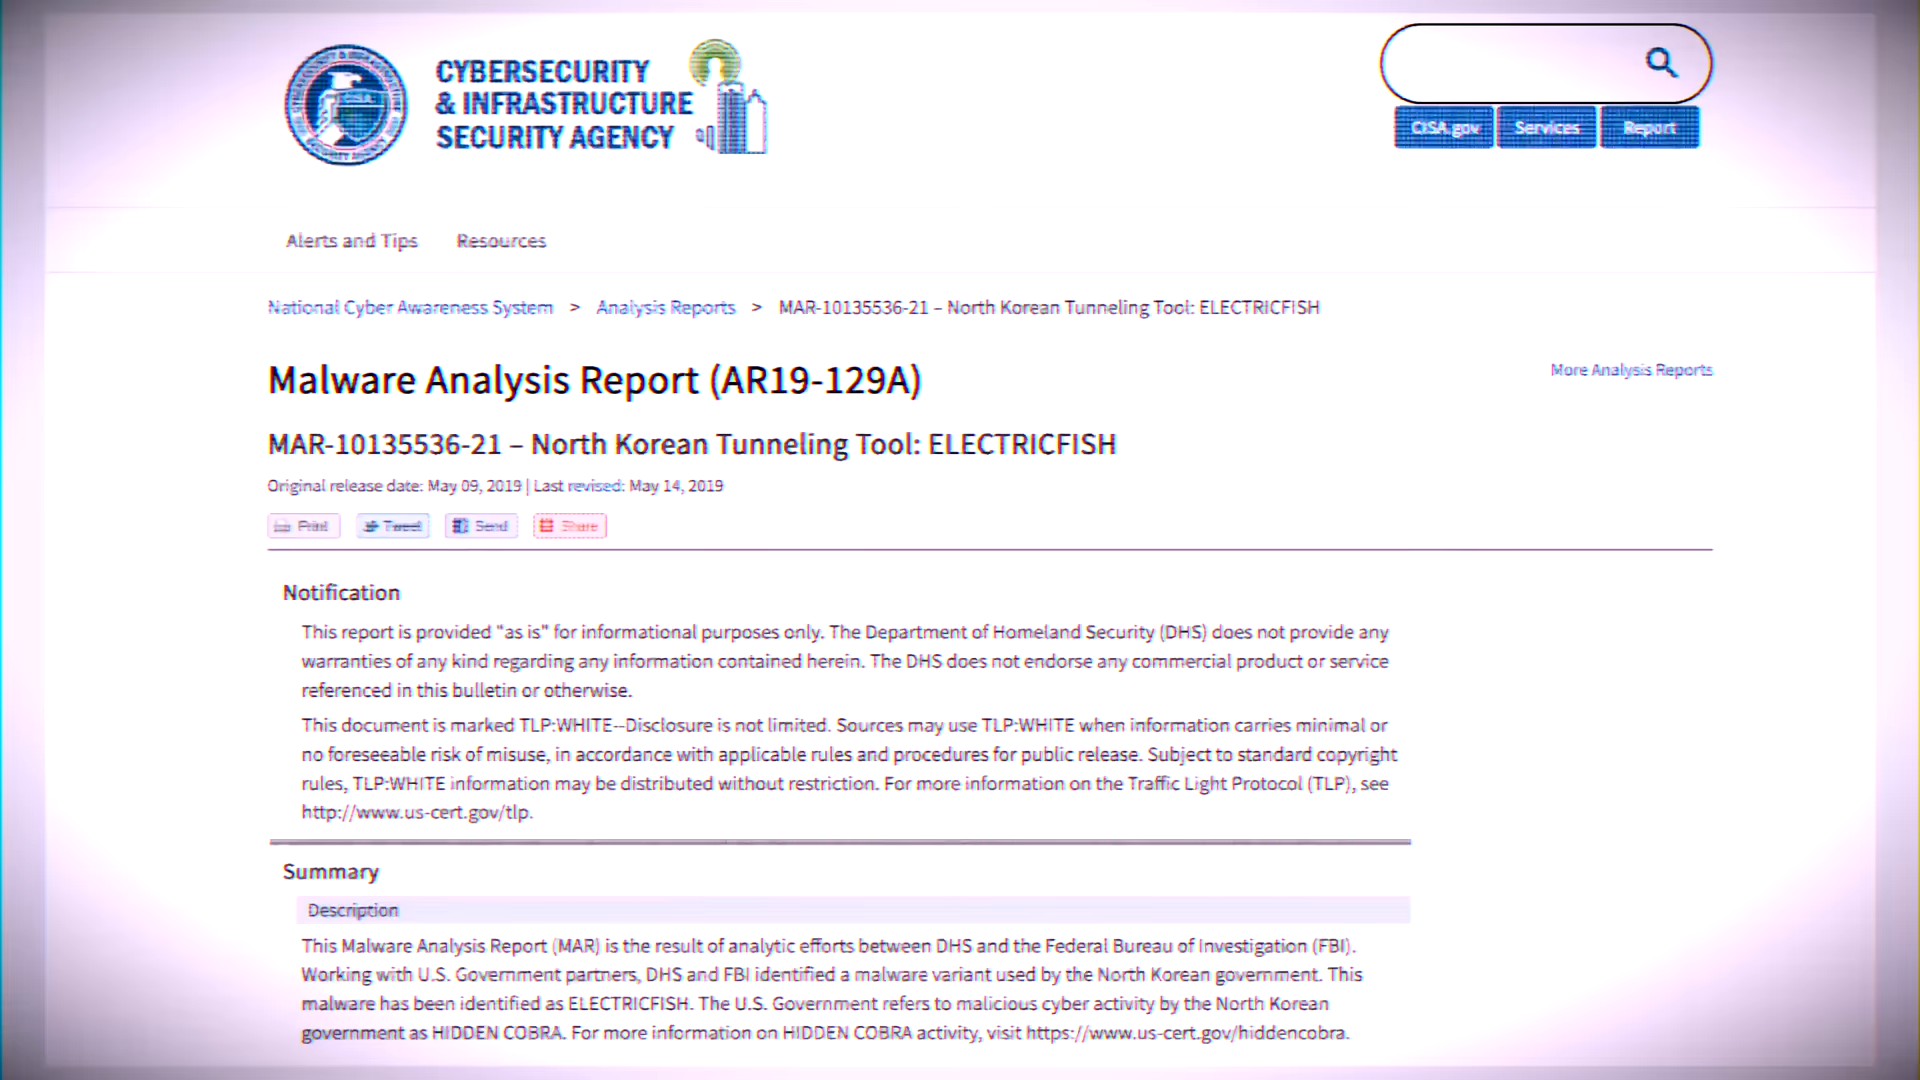 CYBERSECURITY
& INFRASTRUCTURE
SECURITY AGENCY
CISA.gov Services Report
Alerts and Tips Resources
National Cyber Awareness System > Analysis Reports > MAR-10135536-21 – North Korean Tunneling Tool: ELECTRICFISH
Malware Analysis Report (AR19-129A)
More Analysis Reports
MAR-10135536-21 – North Korean Tunneling Tool: ELECTRICFISH
Original release date: May 09, 2019 | Last revised: May 14, 2019
Print Tweet Send Share
Notification
This report is provided "as is" for informational purposes only. The Department of Homeland Security (DHS) does not provide any
warranties of any kind regarding any information contained herein. The DHS does not endorse any commercial product or service
referenced in this bulletin or otherwise.
This document is marked TLP:WHITE--Disclosure is not limited. Sources may use TLP:WHITE when information carries minimal or
no foreseeable risk of misuse, in accordance with applicable rules and procedures for public release. Subject to standard copyright
rules, TLP:WHITE information may be distributed without restriction. For more information on the Traffic Light Protocol (TLP), see
http://www.us-cert.gov/tlp.
Summary
Description
This Malware Analysis Report (MAR) is the result of analytic efforts between DHS and the Federal Bureau of Investigation (FBI).
Working with U.S. Government partners, DHS and FBI identified a malware variant used by the North Korean government. This
malware has been identified as ELECTRICFISH. The U.S. Government refers to malicious cyber activity by the North Korean
government as HIDDEN COBRA. For more information on HIDDEN COBRA activity, visit https://www.us-cert.gov/hiddencobra.